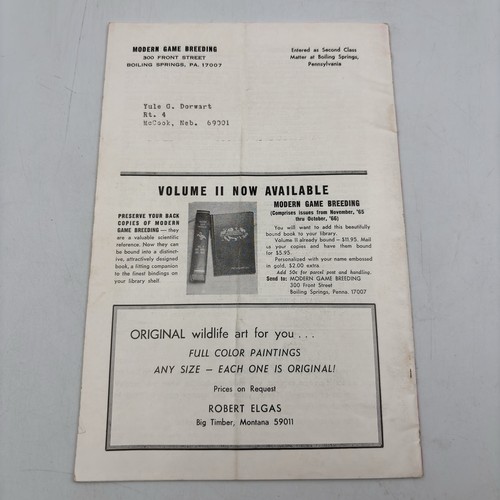 MODERN GAME BREEDING
300 FRONT STREET
BOILING SPRINGS, PA. 17007
Entered as Second Class
Matter at Boiling Springs,
Pennsylvania
Yule G. Dorwart
Rt. 4
McCook, Neb. 69001
VOLUME II NOW AVAILABLE
PRESERVE YOUR BACK
COPIES OF MODERN
GAME BREEDING — they
are a valuable scientific
reference. Now they can
be bound into a distinct-
ive, attractively designed
book, a fitting companion
to the finest bindings on
your library shelf.
MODERN GAME BREEDING
(Comprises issues from November, '65
thru October, '66)
You will want to add this beautifully
bound book to your library.
Volume II already bound — $11.95. Mail
us your copies and have them bound
for $5.95.
Personalized with your name embossed
in gold, $2.00 extra.
Add 50c for parcel post and handling.
Send to: MODERN GAME BREEDING
300 Front Street
Boiling Springs, Penna. 17007
ORIGINAL wildlife art for you . . .
FULL COLOR PAINTINGS
ANY SIZE — EACH ONE IS ORIGINAL!
Prices on Request
ROBERT ELGAS
Big Timber, Montana 59011